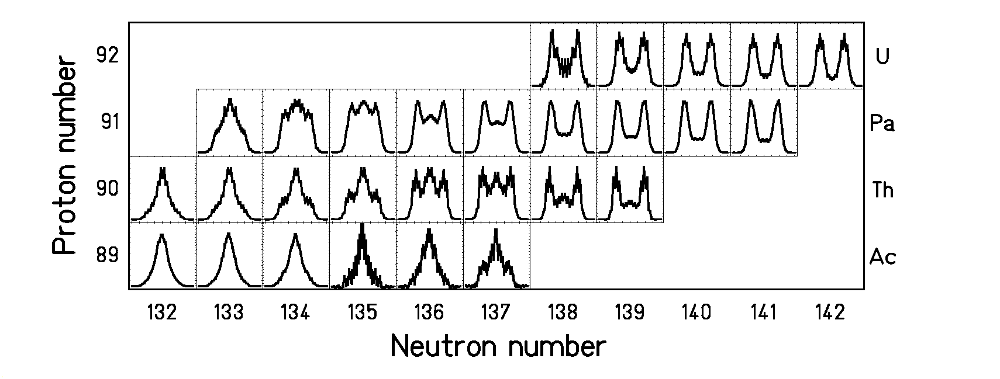 Proton number
92
U
91
Pa
90
Th
89
Ac
132 133 134 135 136 137 138 139 140 141 142
Neutron number